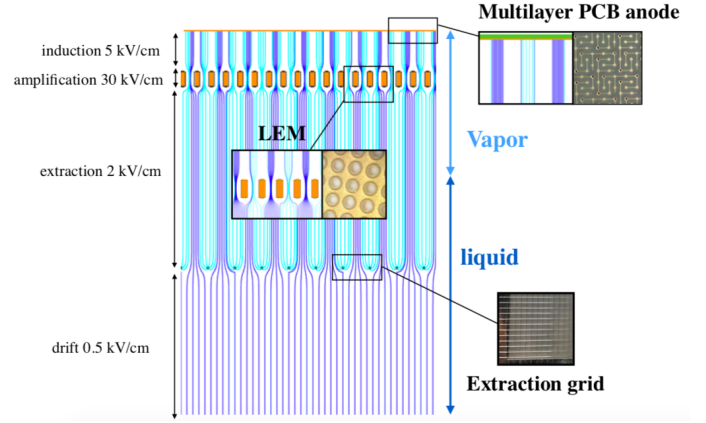 Multilayer PCB anode
induction 5 kV/cm
amplification 30 kV/cm
LEM
Vapor
extraction 2 kV/cm
liquid
drift 0.5 kV/cm
Extraction grid